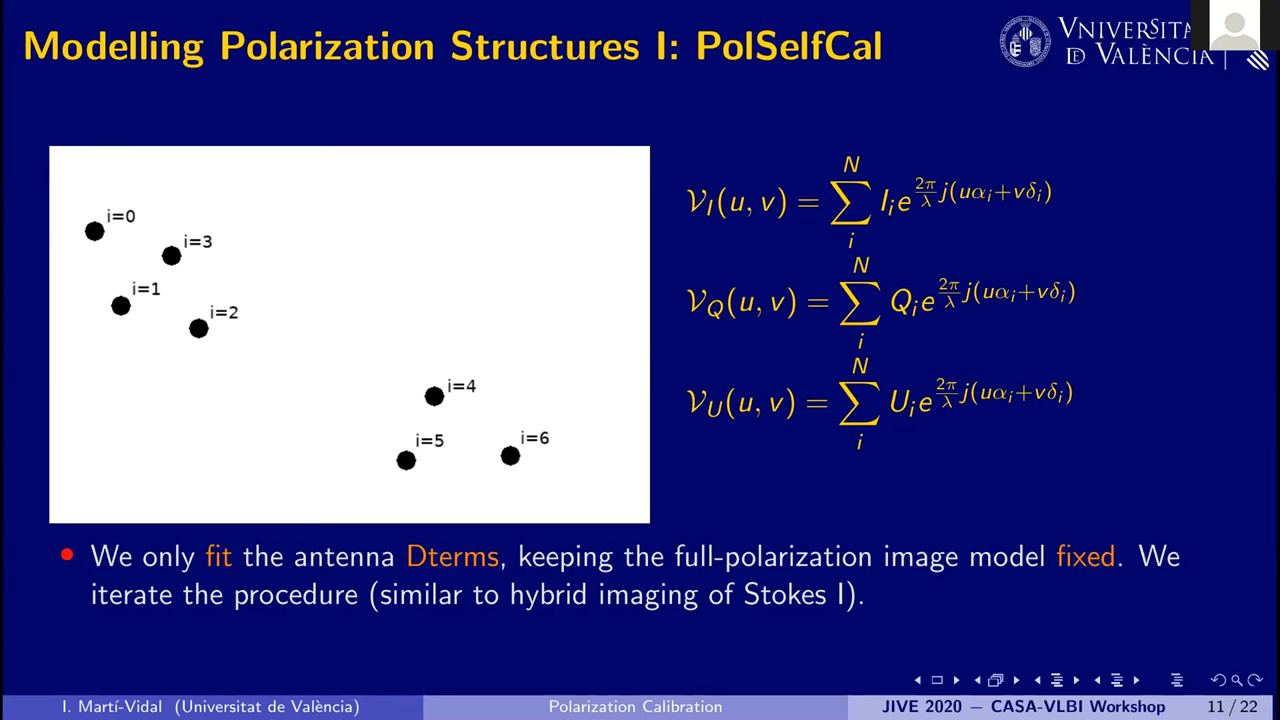 Modelling Polarization Structures I: PolSelfCal
VNIVERSITAT
DE VALÈNCIA
i=0
i=3
i=1
i=2
i=4
i=5
i=6
𝒱_I(u, v) = ∑_i^N I_i e^{(2π/λ) j(uα_i+vδ_i)}
𝒱_Q(u, v) = ∑_i^N Q_i e^{(2π/λ) j(uα_i+vδ_i)}
𝒱_U(u, v) = ∑_i^N U_i e^{(2π/λ) j(uα_i+vδ_i)}
• We only fit the antenna Dterms, keeping the full-polarization image model fixed. We
iterate the procedure (similar to hybrid imaging of Stokes I).
I. Martí-Vidal (Universitat de València)
Polarization Calibration
JIVE 2020 – CASA-VLBI Workshop
11 / 22